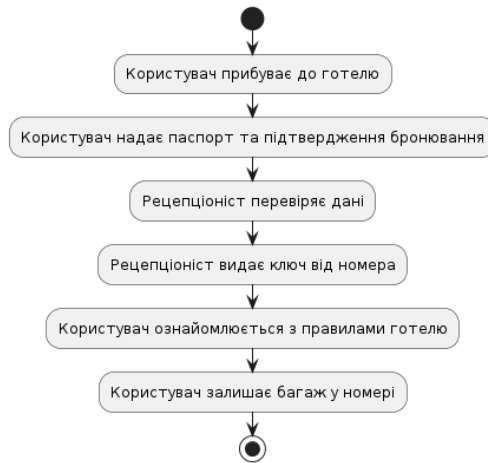 Користувач прибуває до готелю
Користувач надає паспорт та підтвердження бронювання
Рецепціоніст перевіряє дані
Рецепціоніст видає ключ від номера
Користувач ознайомлюється з правилами готелю
Користувач залишає багаж у номері